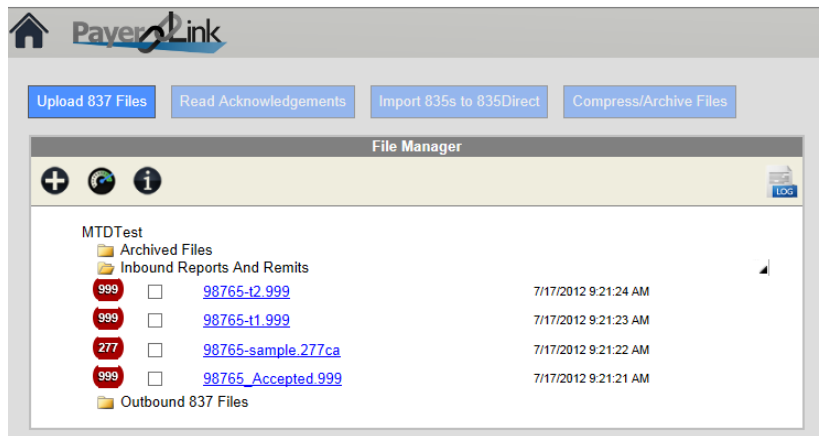 PayerLink
Upload 837 Files Read Acknowledgements Import 835s to 835Direct Compress/Archive Files
File Manager
LOG
MTDTest
Archived Files
Inbound Reports And Remits
999 98765-t2.999 7/17/2012 9:21:24 AM
999 98765-t1.999 7/17/2012 9:21:23 AM
277 98765-sample.277ca 7/17/2012 9:21:22 AM
999 98765_Accepted.999 7/17/2012 9:21:21 AM
Outbound 837 Files